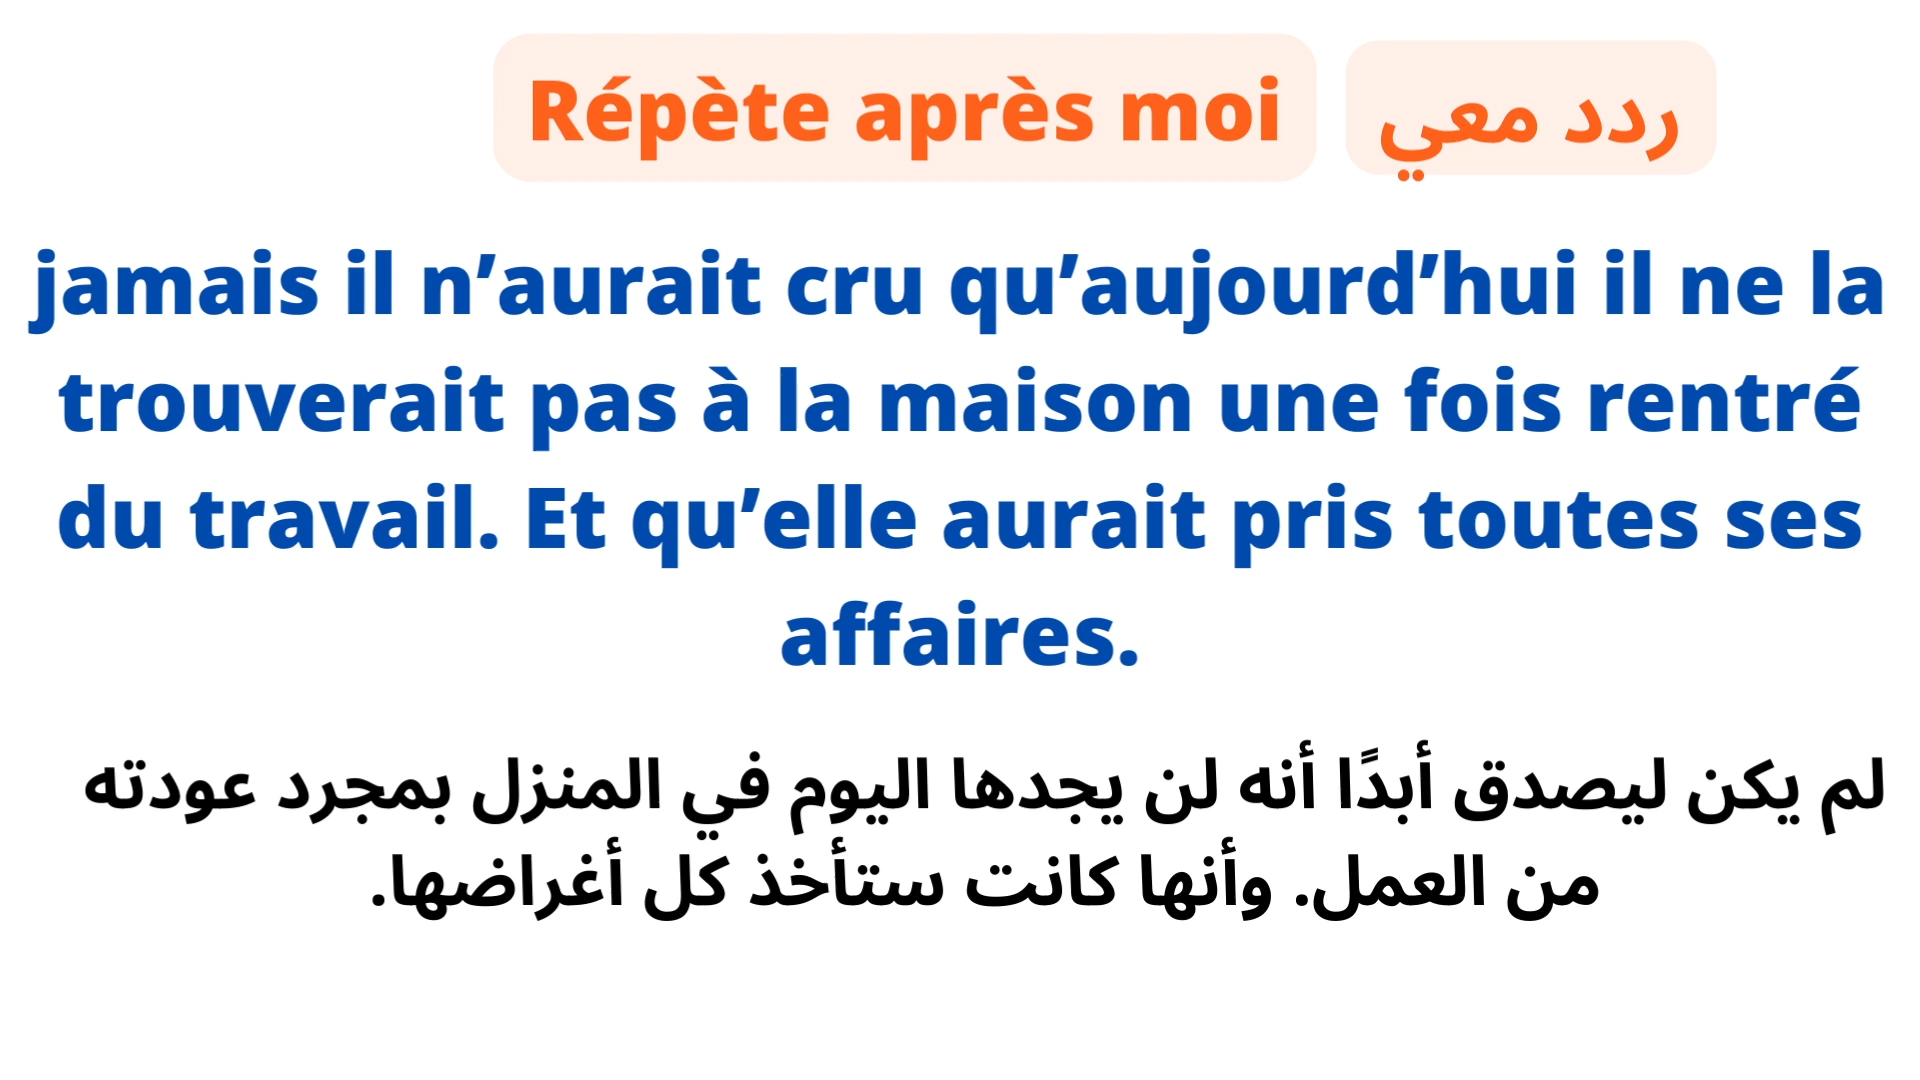 Répète après moi
ردد معي
jamais il n’aurait cru qu’aujourd’hui il ne la
trouverait pas à la maison une fois rentré
du travail. Et qu’elle aurait pris toutes ses
affaires.
لم يكن ليصدق أبدًا أنه لن يجدها اليوم في المنزل بمجرد عودته
من العمل. وأنها كانت ستأخذ كل أغراضها.